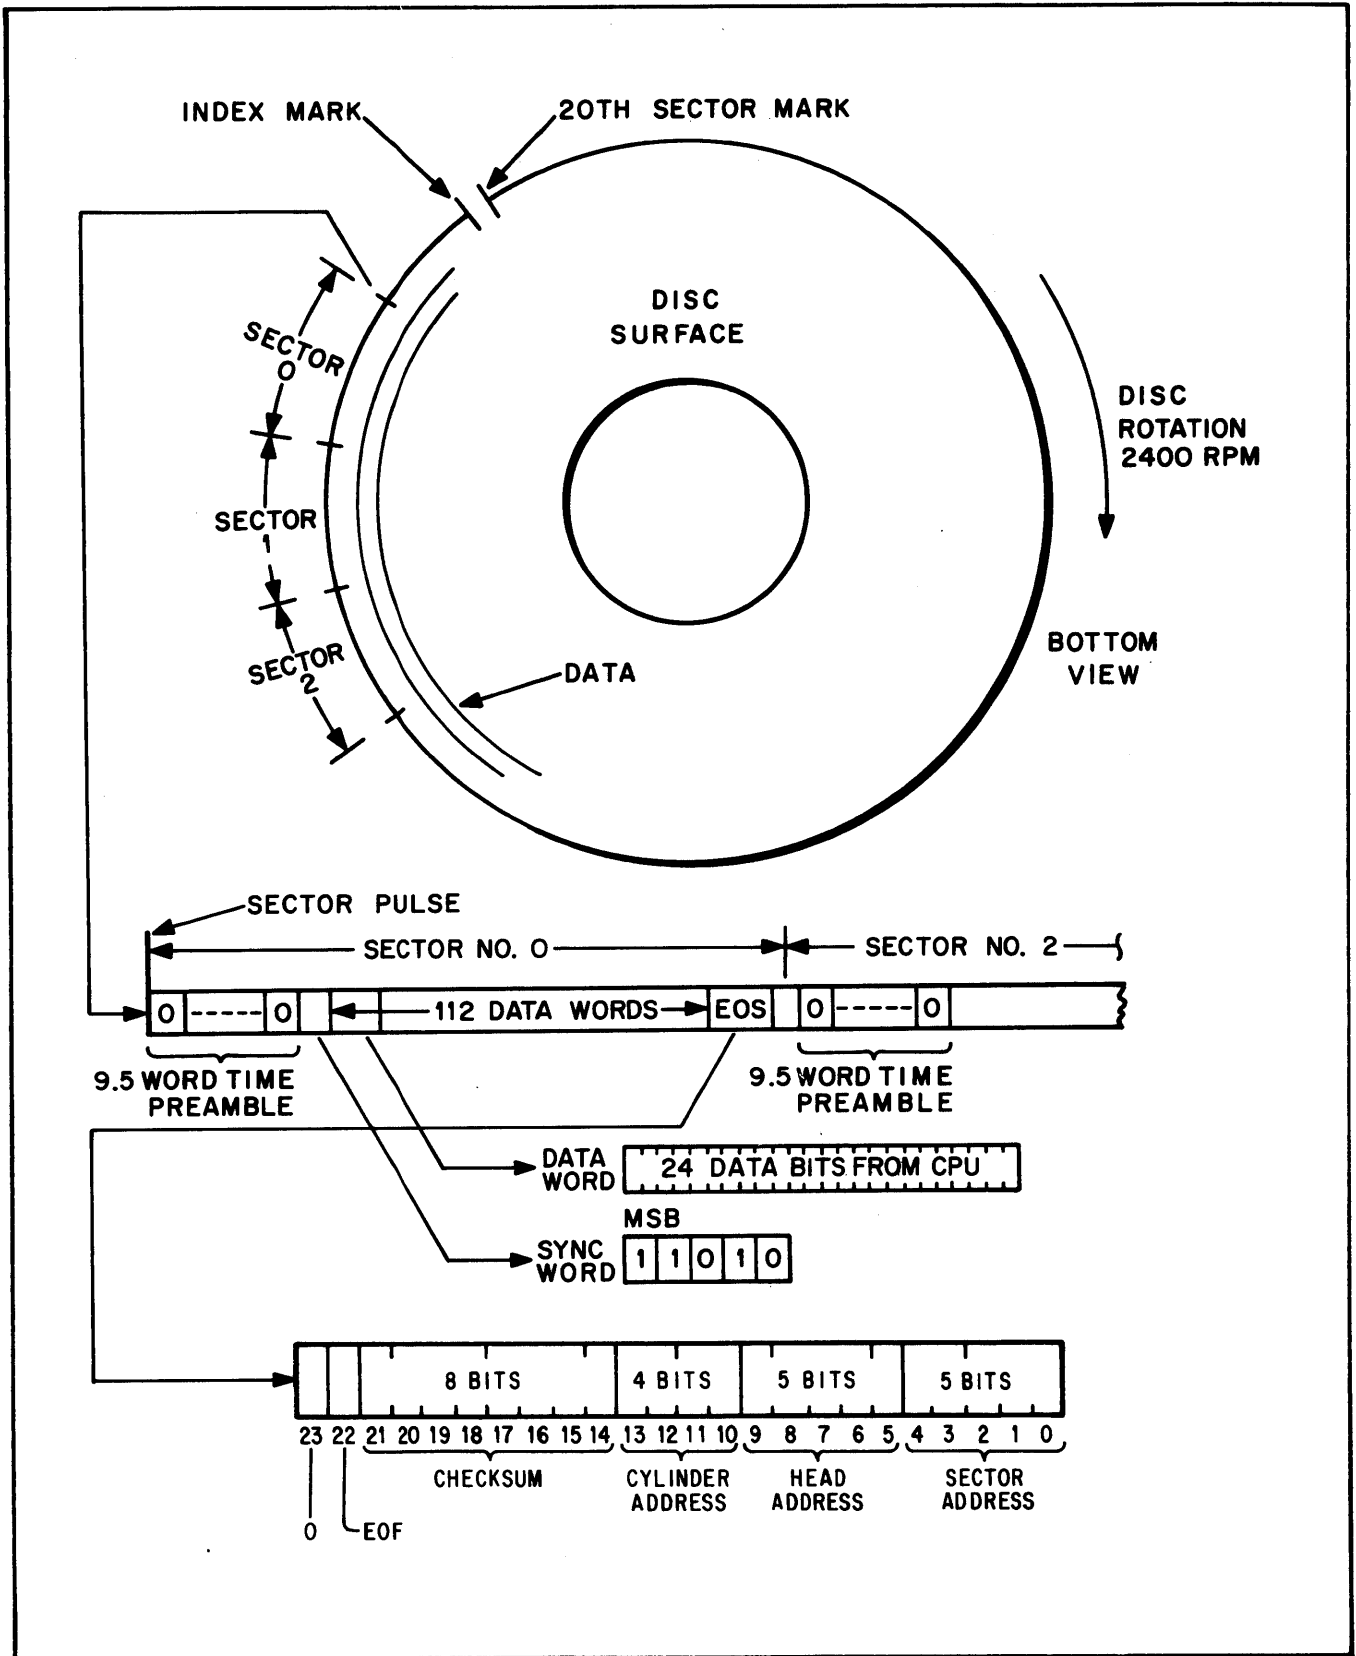 INDEX MARK
20TH SECTOR MARK
DISC
SURFACE
SECTOR
0
SECTOR
1
SECTOR
2
DISC
ROTATION
2400 RPM
BOTTOM
VIEW
DATA
SECTOR PULSE
SECTOR NO. 0
SECTOR NO. 2
0 ----- 0
112 DATA WORDS
EOS
0 ----- 0
9.5 WORD TIME
PREAMBLE
9.5 WORD TIME
PREAMBLE
DATA
WORD
24 DATA BITS FROM CPU
MSB
SYNC
WORD
1 1 0 1 0
8 BITS
4 BITS
5 BITS
5 BITS
23 22 21 20 19 18 17 16 15 14 13 12 11 10 9 8 7 6 5 4 3 2 1 0
CHECKSUM
CYLINDER
ADDRESS
HEAD
ADDRESS
SECTOR
ADDRESS
0
EOF